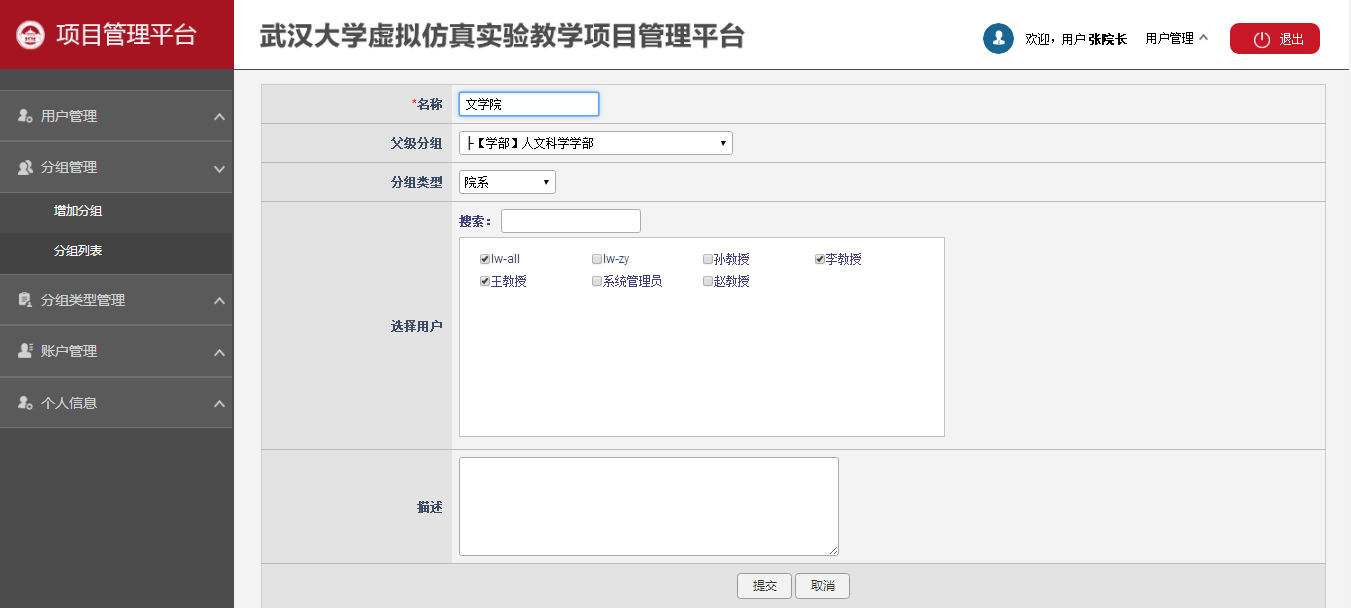 项目管理平台
武汉大学虚拟仿真实验教学项目管理平台
欢迎，用户 张院长 用户管理 退出
用户管理
分组管理
增加分组
分组列表
分组类型管理
账户管理
个人信息
*名称 文学院
父级分组 ├【学部】人文科学学部
分组类型 院系
选择用户
搜索：
lw-all lw-zy 孙教授 李教授
王教授 系统管理员 赵教授
描述
提交 取消